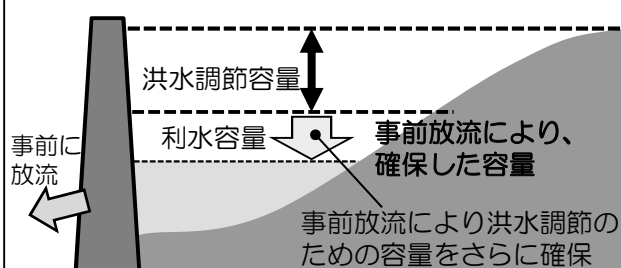 洪水調節容量
利水容量
事前に
放流
事前放流により、
確保した容量
事前放流により洪水調節の
ための容量をさらに確保